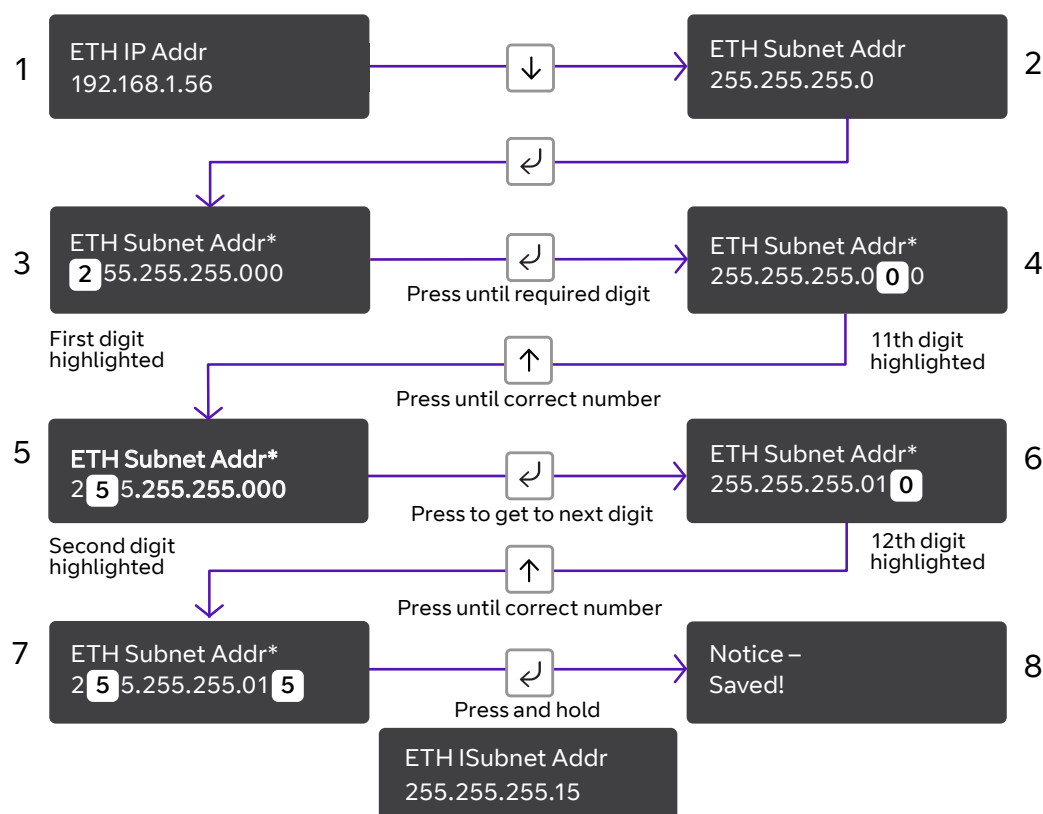 1
ETH IP Addr
192.168.1.56
ETH Subnet Addr
255.255.255.0
2
3
ETH Subnet Addr*
255.255.255.000
Press until required digit
ETH Subnet Addr*
255.255.255.000
4
First digit
highlighted
11th digit
highlighted
Press until correct number
5
ETH Subnet Addr*
255.255.255.000
Press to get to next digit
ETH Subnet Addr*
255.255.255.010
6
Second digit
highlighted
12th digit
highlighted
Press until correct number
7
ETH Subnet Addr*
255.255.255.015
Press and hold
Notice –
Saved!
8
ETH ISubnet Addr
255.255.255.15